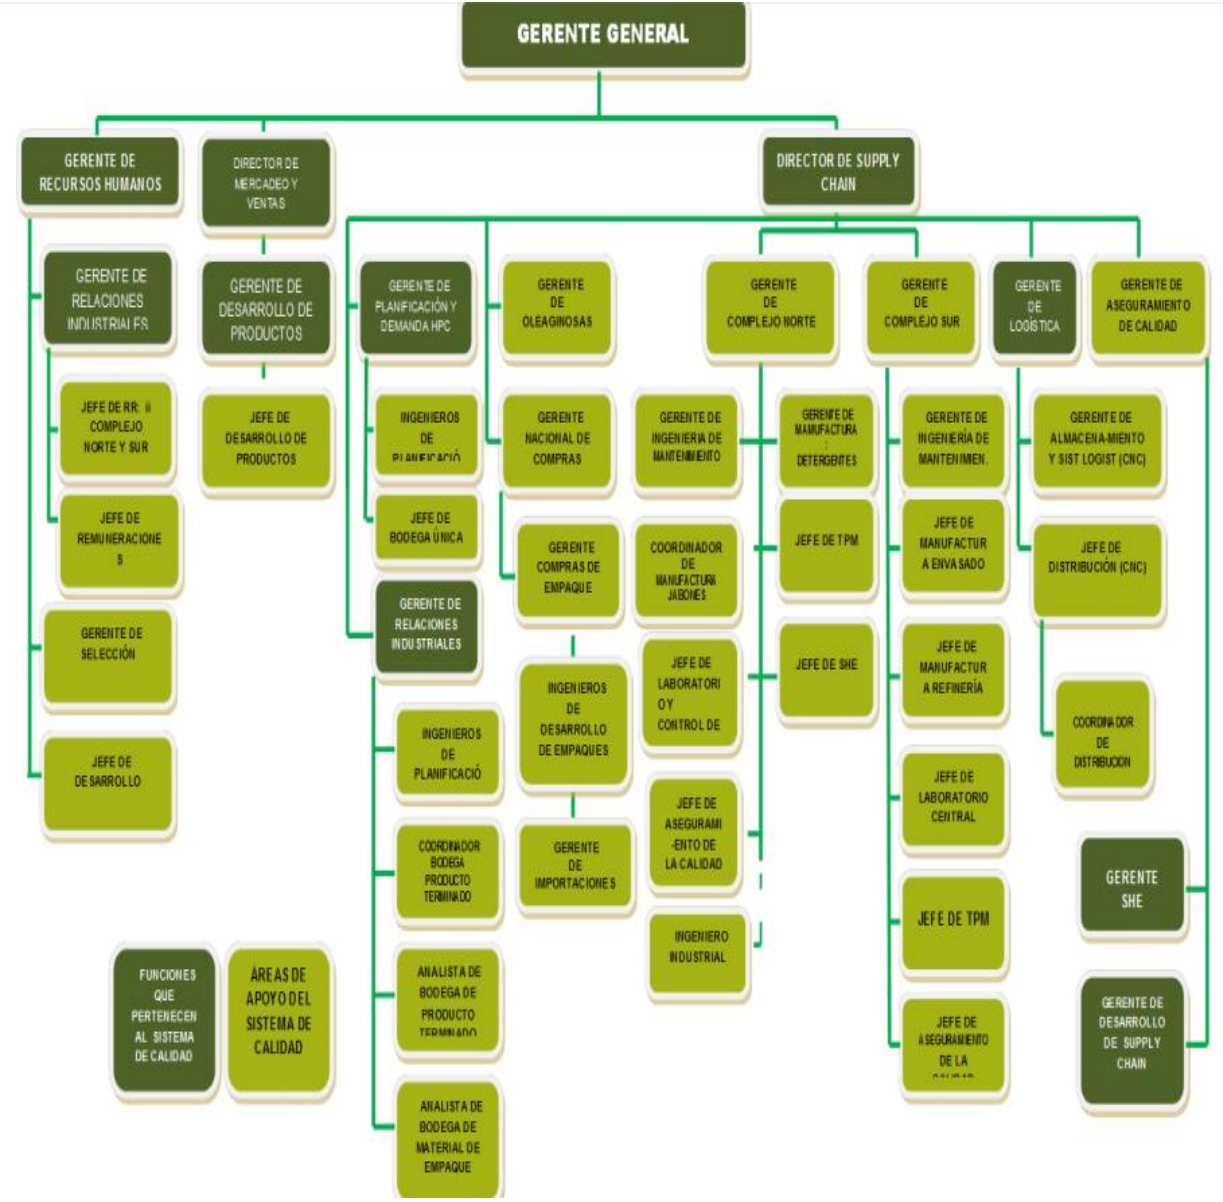 GERENTE GENERAL
GERENTE DE
RECURSOS HUMANOS
DIRECTOR DE
MERCADEO Y
VENTAS
DIRECTOR DE SUPPLY
CHAIN
GERENTE DE
RELACIONES
INDUSTRIALES
GERENTE DE
DESARROLLO DE
PRODUCTOS
GERENTE DE
PLANIFICACIÓN Y
DEMANDA HPC
GERENTE
DE
OLEAGINOSAS
GERENTE
DE
COMPLEJO NORTE
GERENTE
DE
COMPLEJO SUR
GERENTE
DE
LOGÍSTICA
GERENTE DE
ASEGURAMIENTO
DE CALIDAD
JEFE DE RR: ii
COMPLEJO
NORTE Y SUR
JEFE DE
DESARROLLO DE
PRODUCTOS
INGENIEROS
DE
PLANIFICACIÓ
GERENTE
NACIONAL DE
COMPRAS
GERENTE DE
INGENIERIA DE
MANTENIMIENTO
GERENTE DE
MAMUFACTURA
:
DETERGENTES
GERENTE DE
INGENIERÍA DE
MANTENIMIEN.
GERENTE DE
ALMACENA-MIENTO
Y SIST LOGIST (CNC)
JEFE DE
REMUNERACIONE
S
JEFE DE
BODEGA ÚNICA
GERENTE
COMPRAS DE
EMPAQUE
COORDINADOR
DE
MANUFACTURA
JABONES
JEFE DE TPM
JEFE DE
MANUFACTUR
A ENVASADO
JEFE DE
DISTRIBUCIÓN (CNC)
GERENTE DE
SELECCIÓN
GERENTE DE
RELACIONES
INDUSTRIALES
INGENIEROS
DE
DESARROLLO
DE EMPAQUES
JEFE DE
LABORATORI
O Y
CONTROL DE
JEFE DE SHE
JEFE DE
MANUFACTUR
A REFINERÍA
COORDINADOR
DE
DISTRIBUCION
JEFE DE
DESARROLLO
INGENIEROS
DE
PLANIFICACIÓ
JEFE DE
LABORATORIO
CENTRAL
COORDINADOR
BODEGA
PRODUCTO
TERMINADO
GERENTE
DE
IMPORTACIONES
JEFE DE
ASEGURAMI
-ENTO DE
LA CALIDAD
GERENTE
SHE
JEFE DE TPM
INGENIERO
INDUSTRIAL
FUNCIONES
QUE
PERTENECEN
AL SISTEMA
DE CALIDAD
ÁREAS DE
APOYO DEL
SISTEMA DE
CALIDAD
ANALISTA DE
BODEGA DE
PRODUCTO
TERMINADO
JEFE DE
ASEGURAMIENTO
DE LA
GERENTE DE
DESARROLLO
DE SUPPLY
CHAIN
ANALISTA DE
BODEGA DE
MATERIAL DE
EMPAQUE